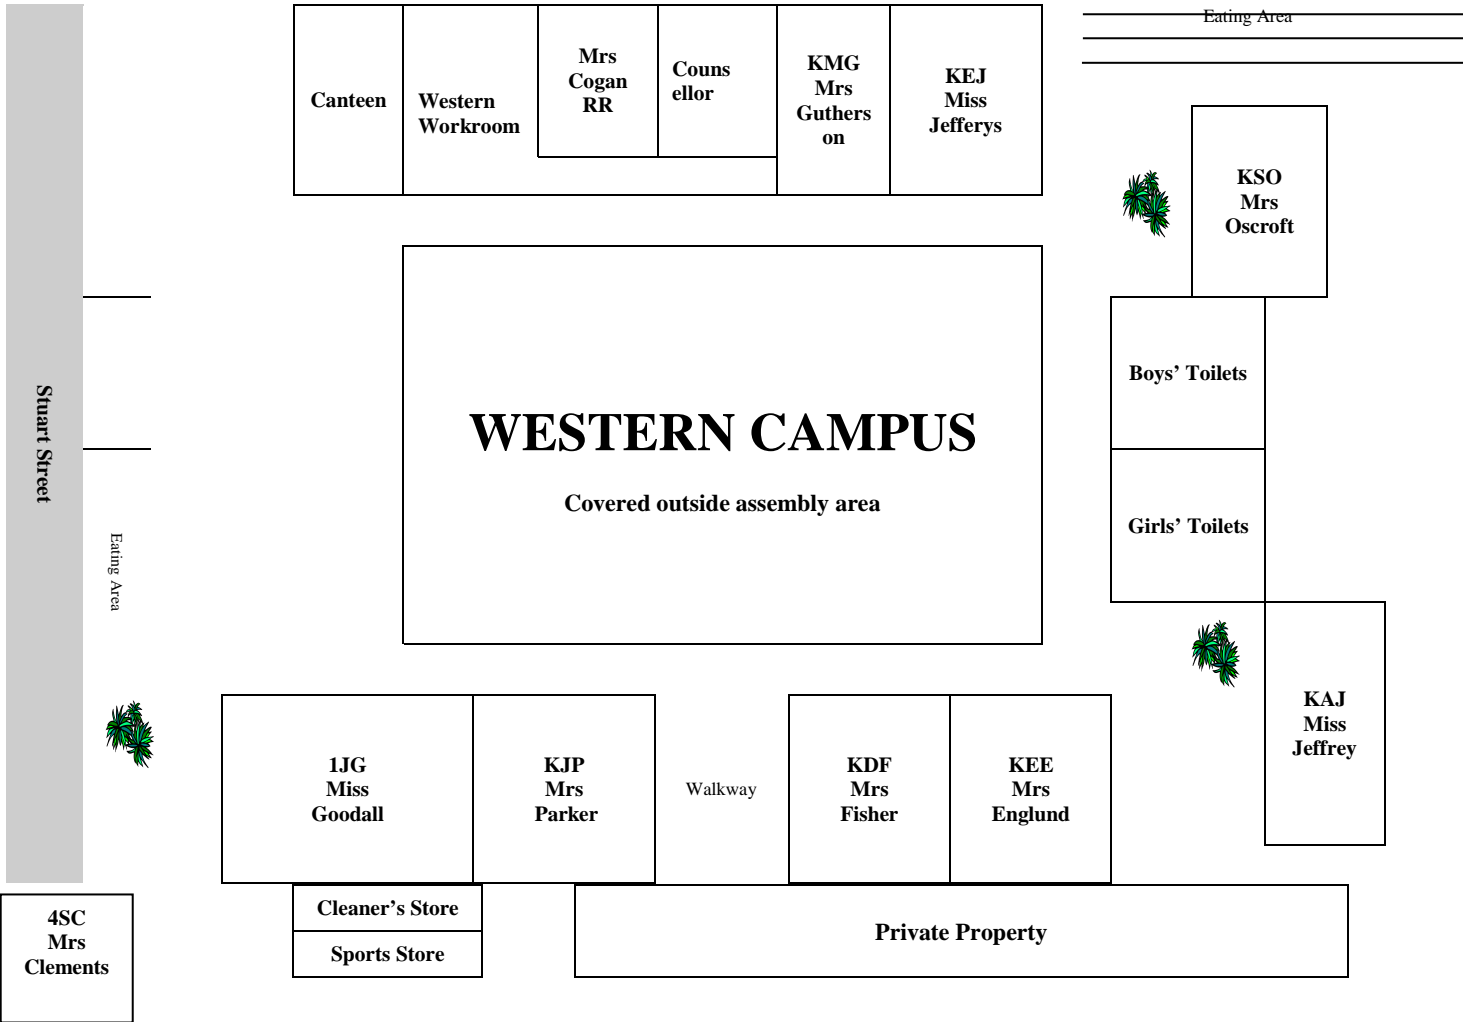 Eating Area
Canteen
Western
Workroom
Mrs
Cogan
RR
Couns
ellor
KMG
Mrs
Guthers
on
KEJ
Miss
Jefferys
KSO
Mrs
Oscroft
Boys’ Toilets
Stuart Street
WESTERN CAMPUS
Covered outside assembly area
Girls’ Toilets
Eating Area
KAJ
Miss
Jeffrey
1JG
Miss
Goodall
KJP
Mrs
Parker
Walkway
KDF
Mrs
Fisher
KEE
Mrs
Englund
Cleaner’s Store
Sports Store
Private Property
4SC
Mrs
Clements